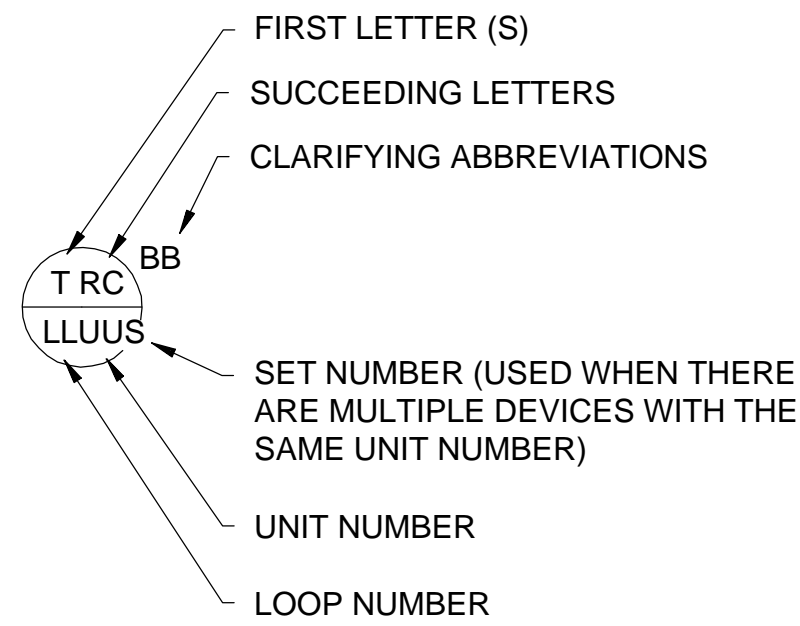 FIRST LETTER (S)
SUCCEEDING LETTERS
CLARIFYING ABBREVIATIONS
BB
T RC
LLUUS
SET NUMBER (USED WHEN THERE
ARE MULTIPLE DEVICES WITH THE
SAME UNIT NUMBER)
UNIT NUMBER
LOOP NUMBER